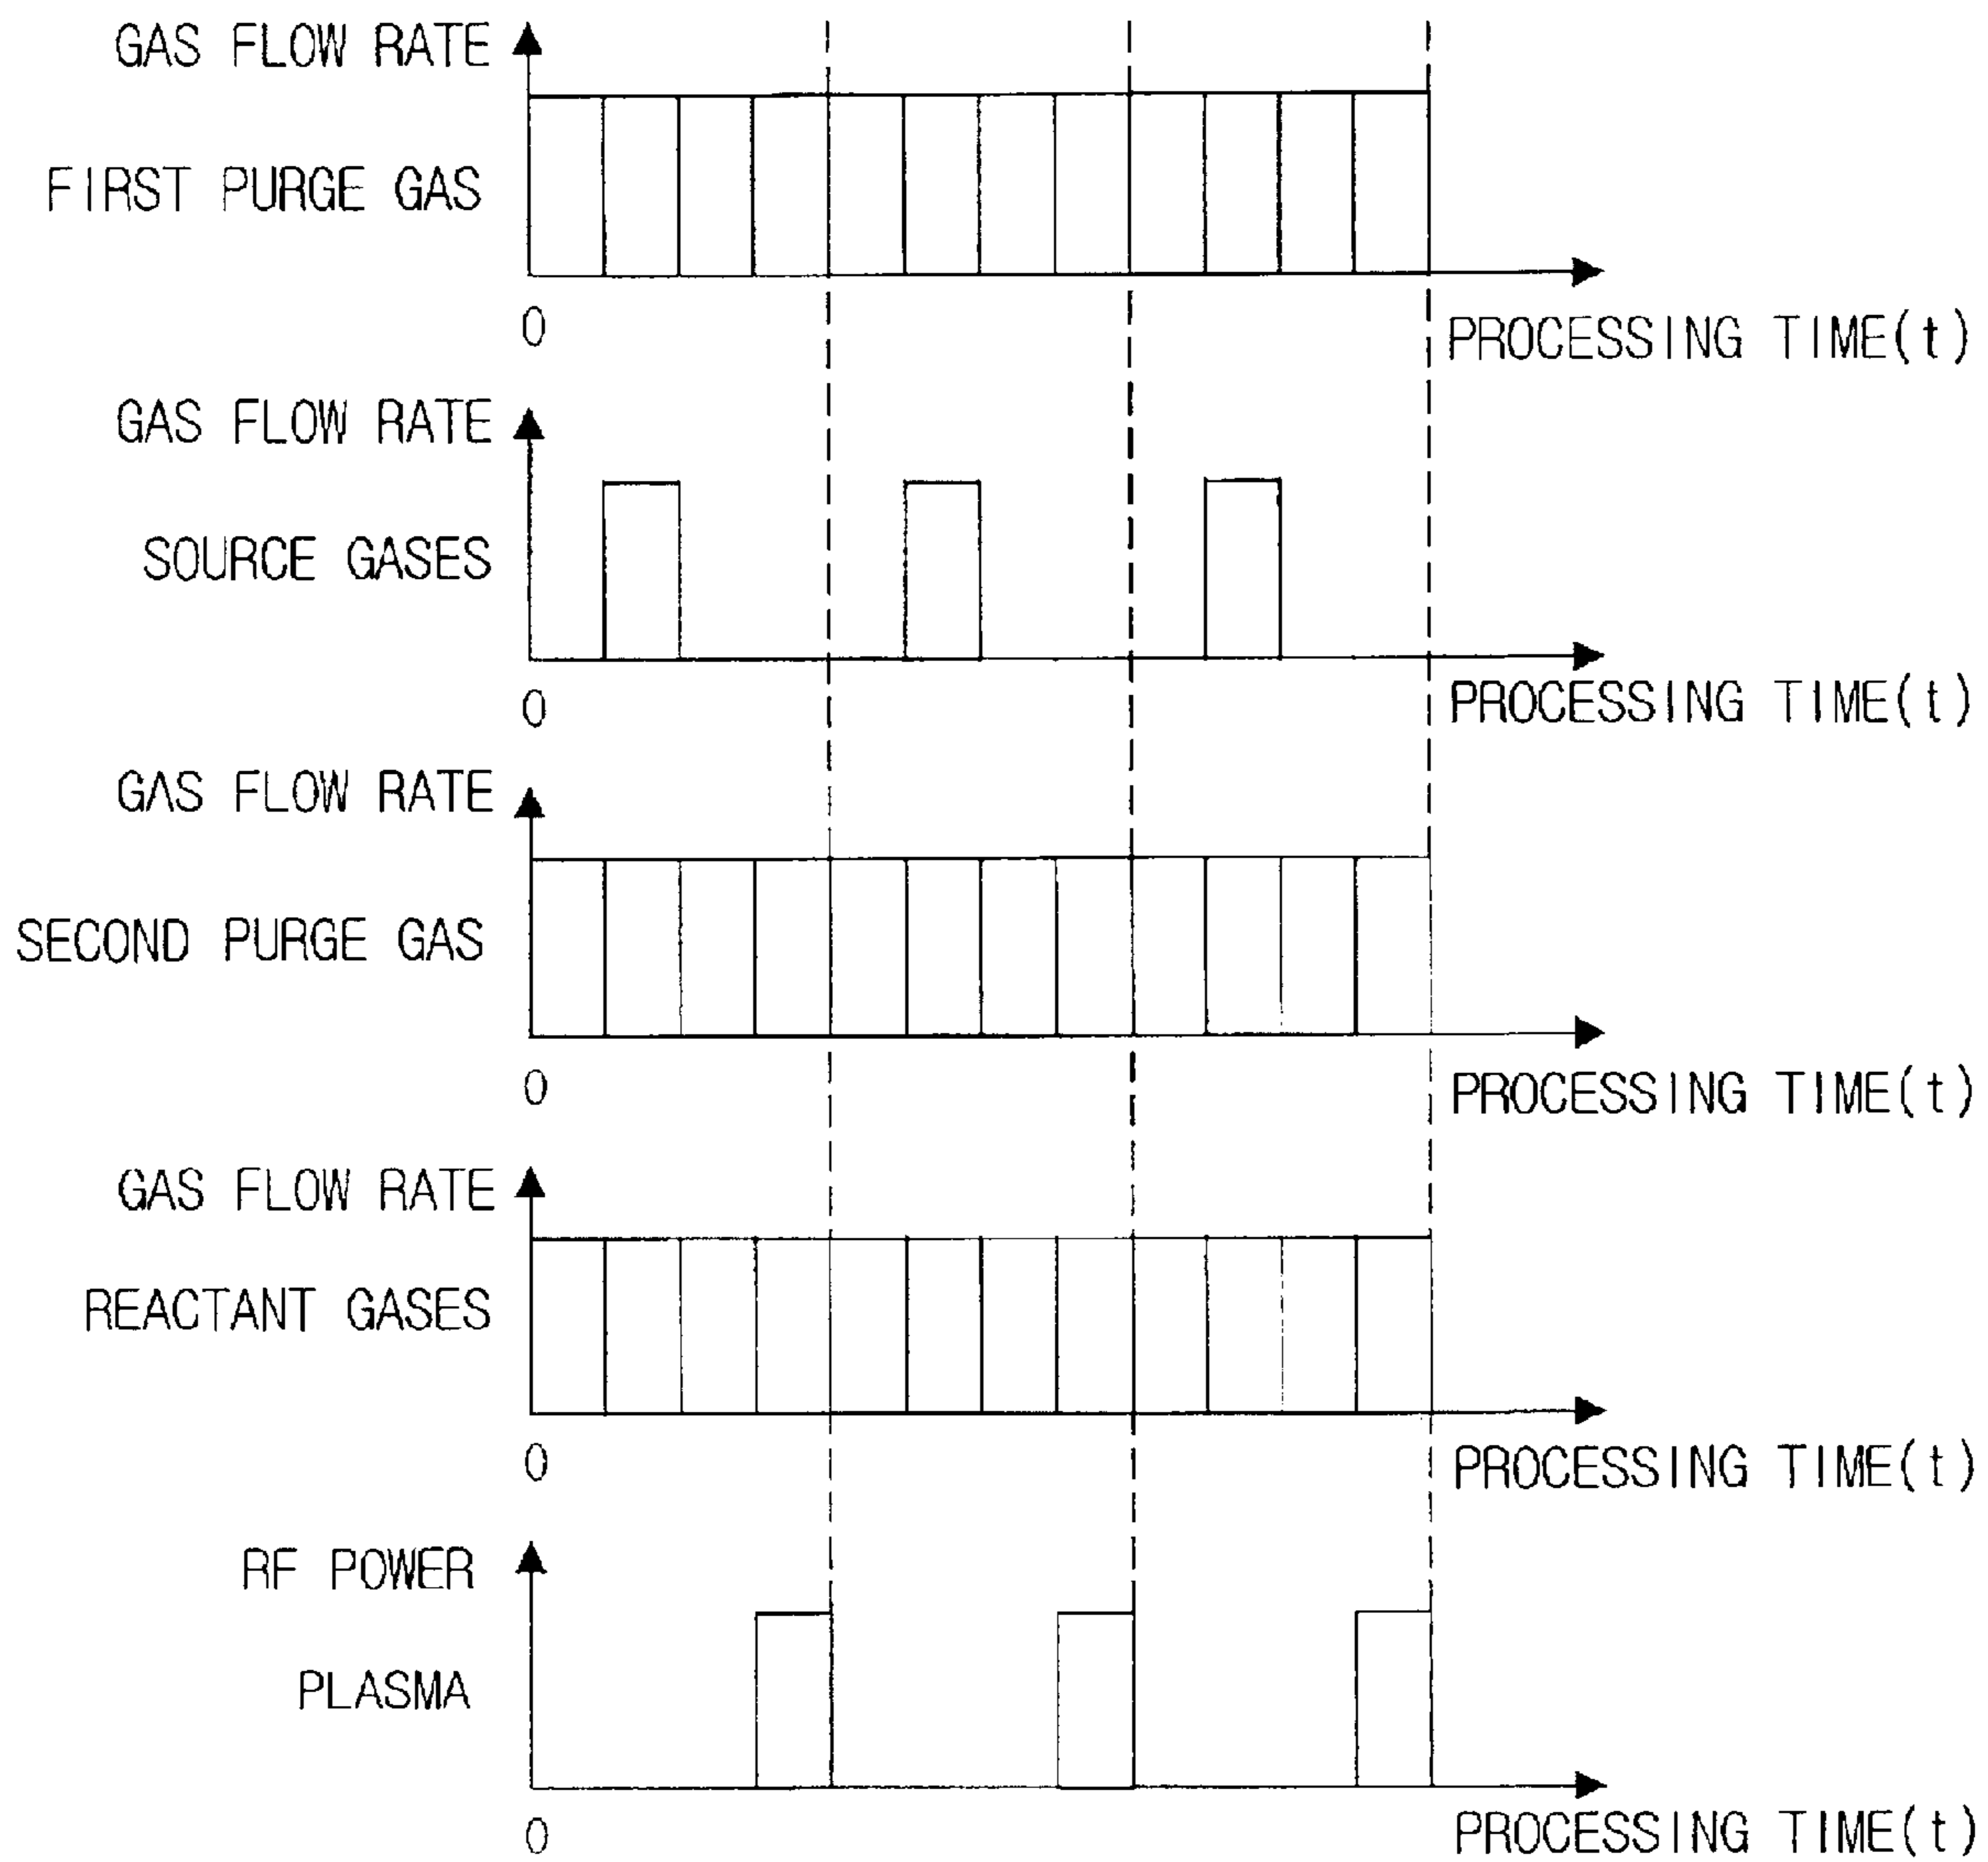 GAS FLOW RATE
FIRST PURGE GAS
0
PROCESSING TIME(t)
GAS FLOW RATE
SOURCE GASES
0
PROCESSING TIME(t)
GAS FLOW RATE
SECOND PURGE GAS
0
PROCESSING TIME(t)
GAS FLOW RATE
REACTANT GASES
0
PROCESSING TIME(t)
RF POWER
PLASMA
0
PROCESSING TIME(t)